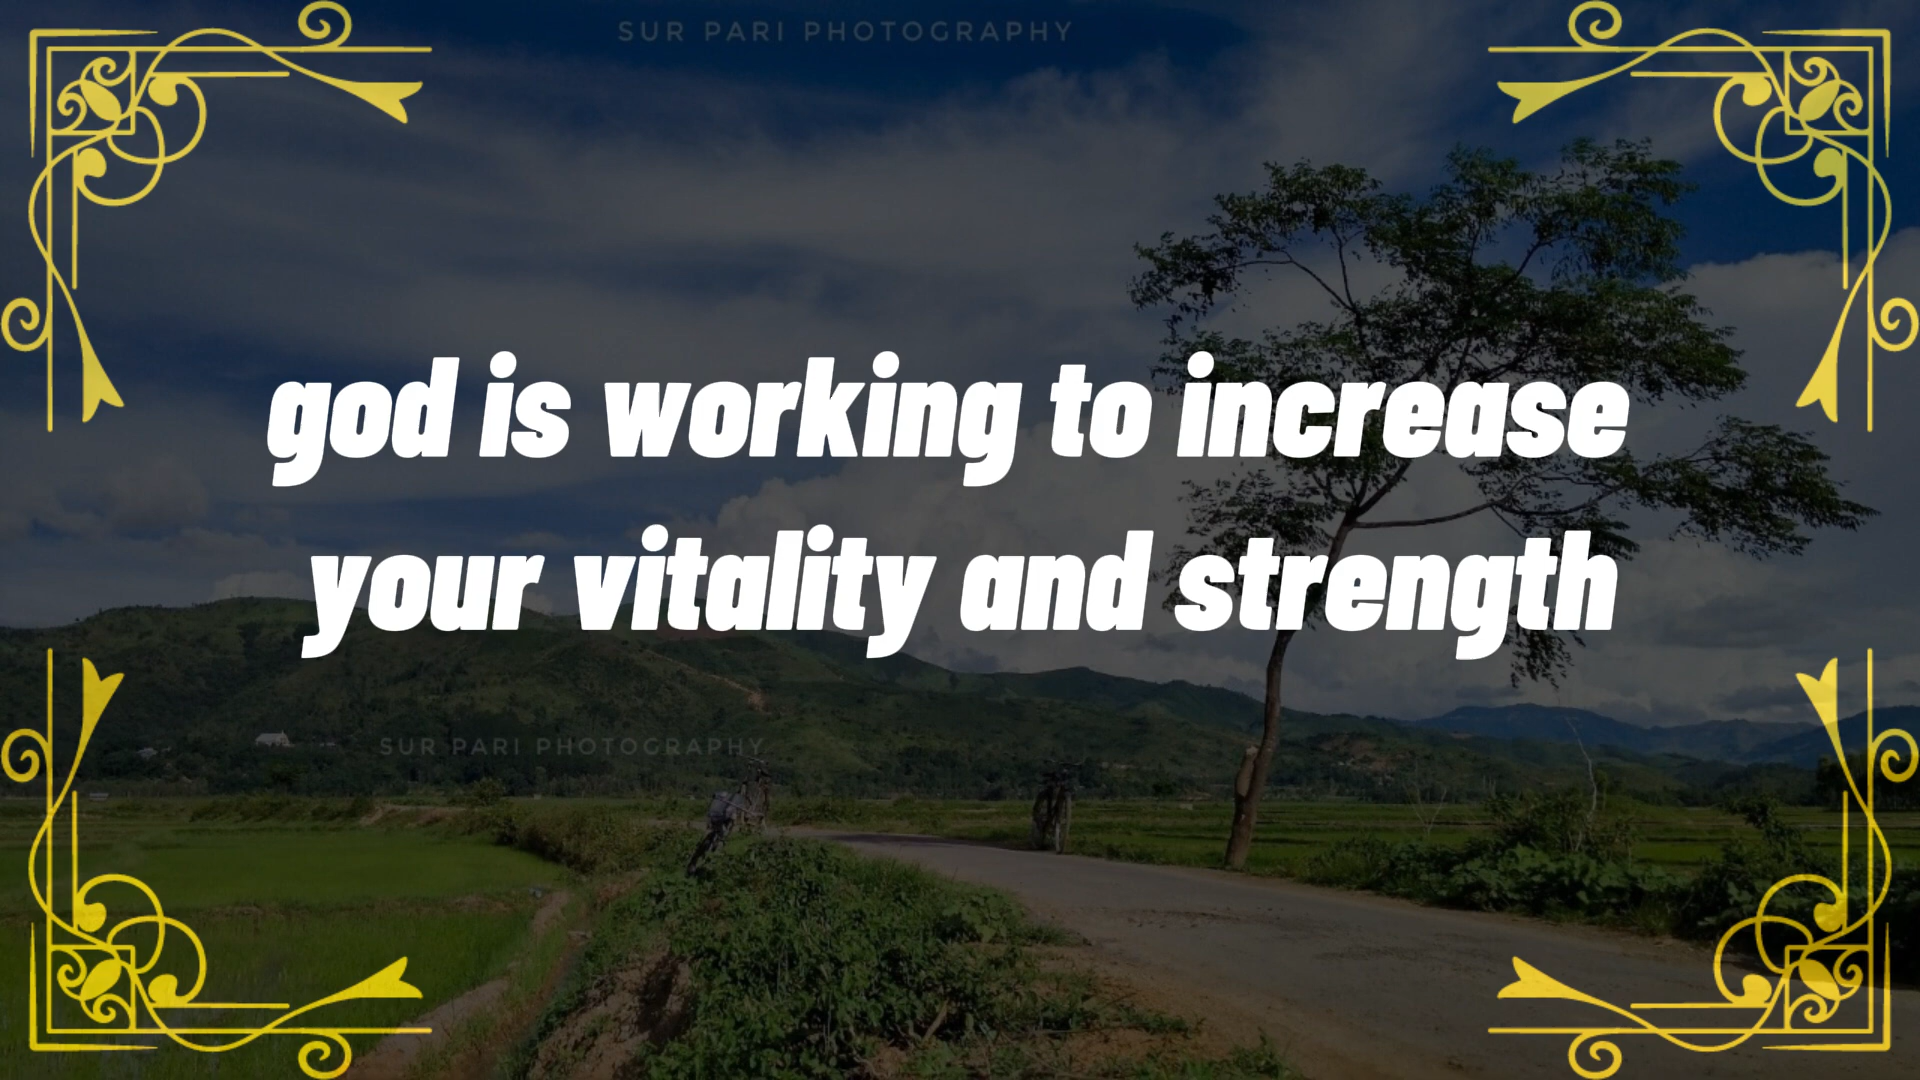 SUR PARI PHOTOGRAPHY
god is working to increase
your vitality and strength
SUR PARI PHOTOGRAPHY